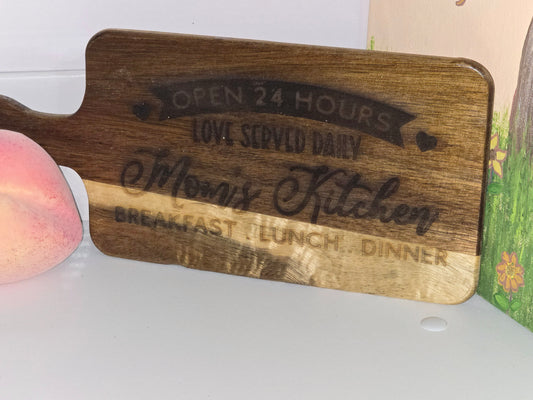 OPEN 24 HOURS
LOVE SERVED DAILY
Mom's Kitchen
BREAKFAST . LUNCH . DINNER